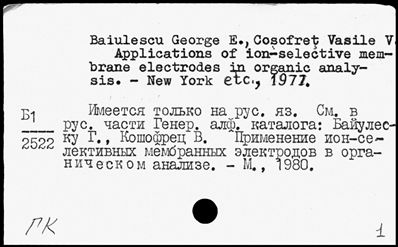 Baiulescu George E., Coşofreţ Vasile V.
Applications of ion-selective mem-
brane electrodes in organic analy-
sis. - New York etc., 1977.
Б1
2522
Имеется только на рус. яз. См. в
рус. части Генер. алф. каталога: Байулес-
ку Г., Кошофрец В. Применение ион-се-
лективных мембранных электродов в орга-
ническом анализе. - М., 1980.
ПК
1